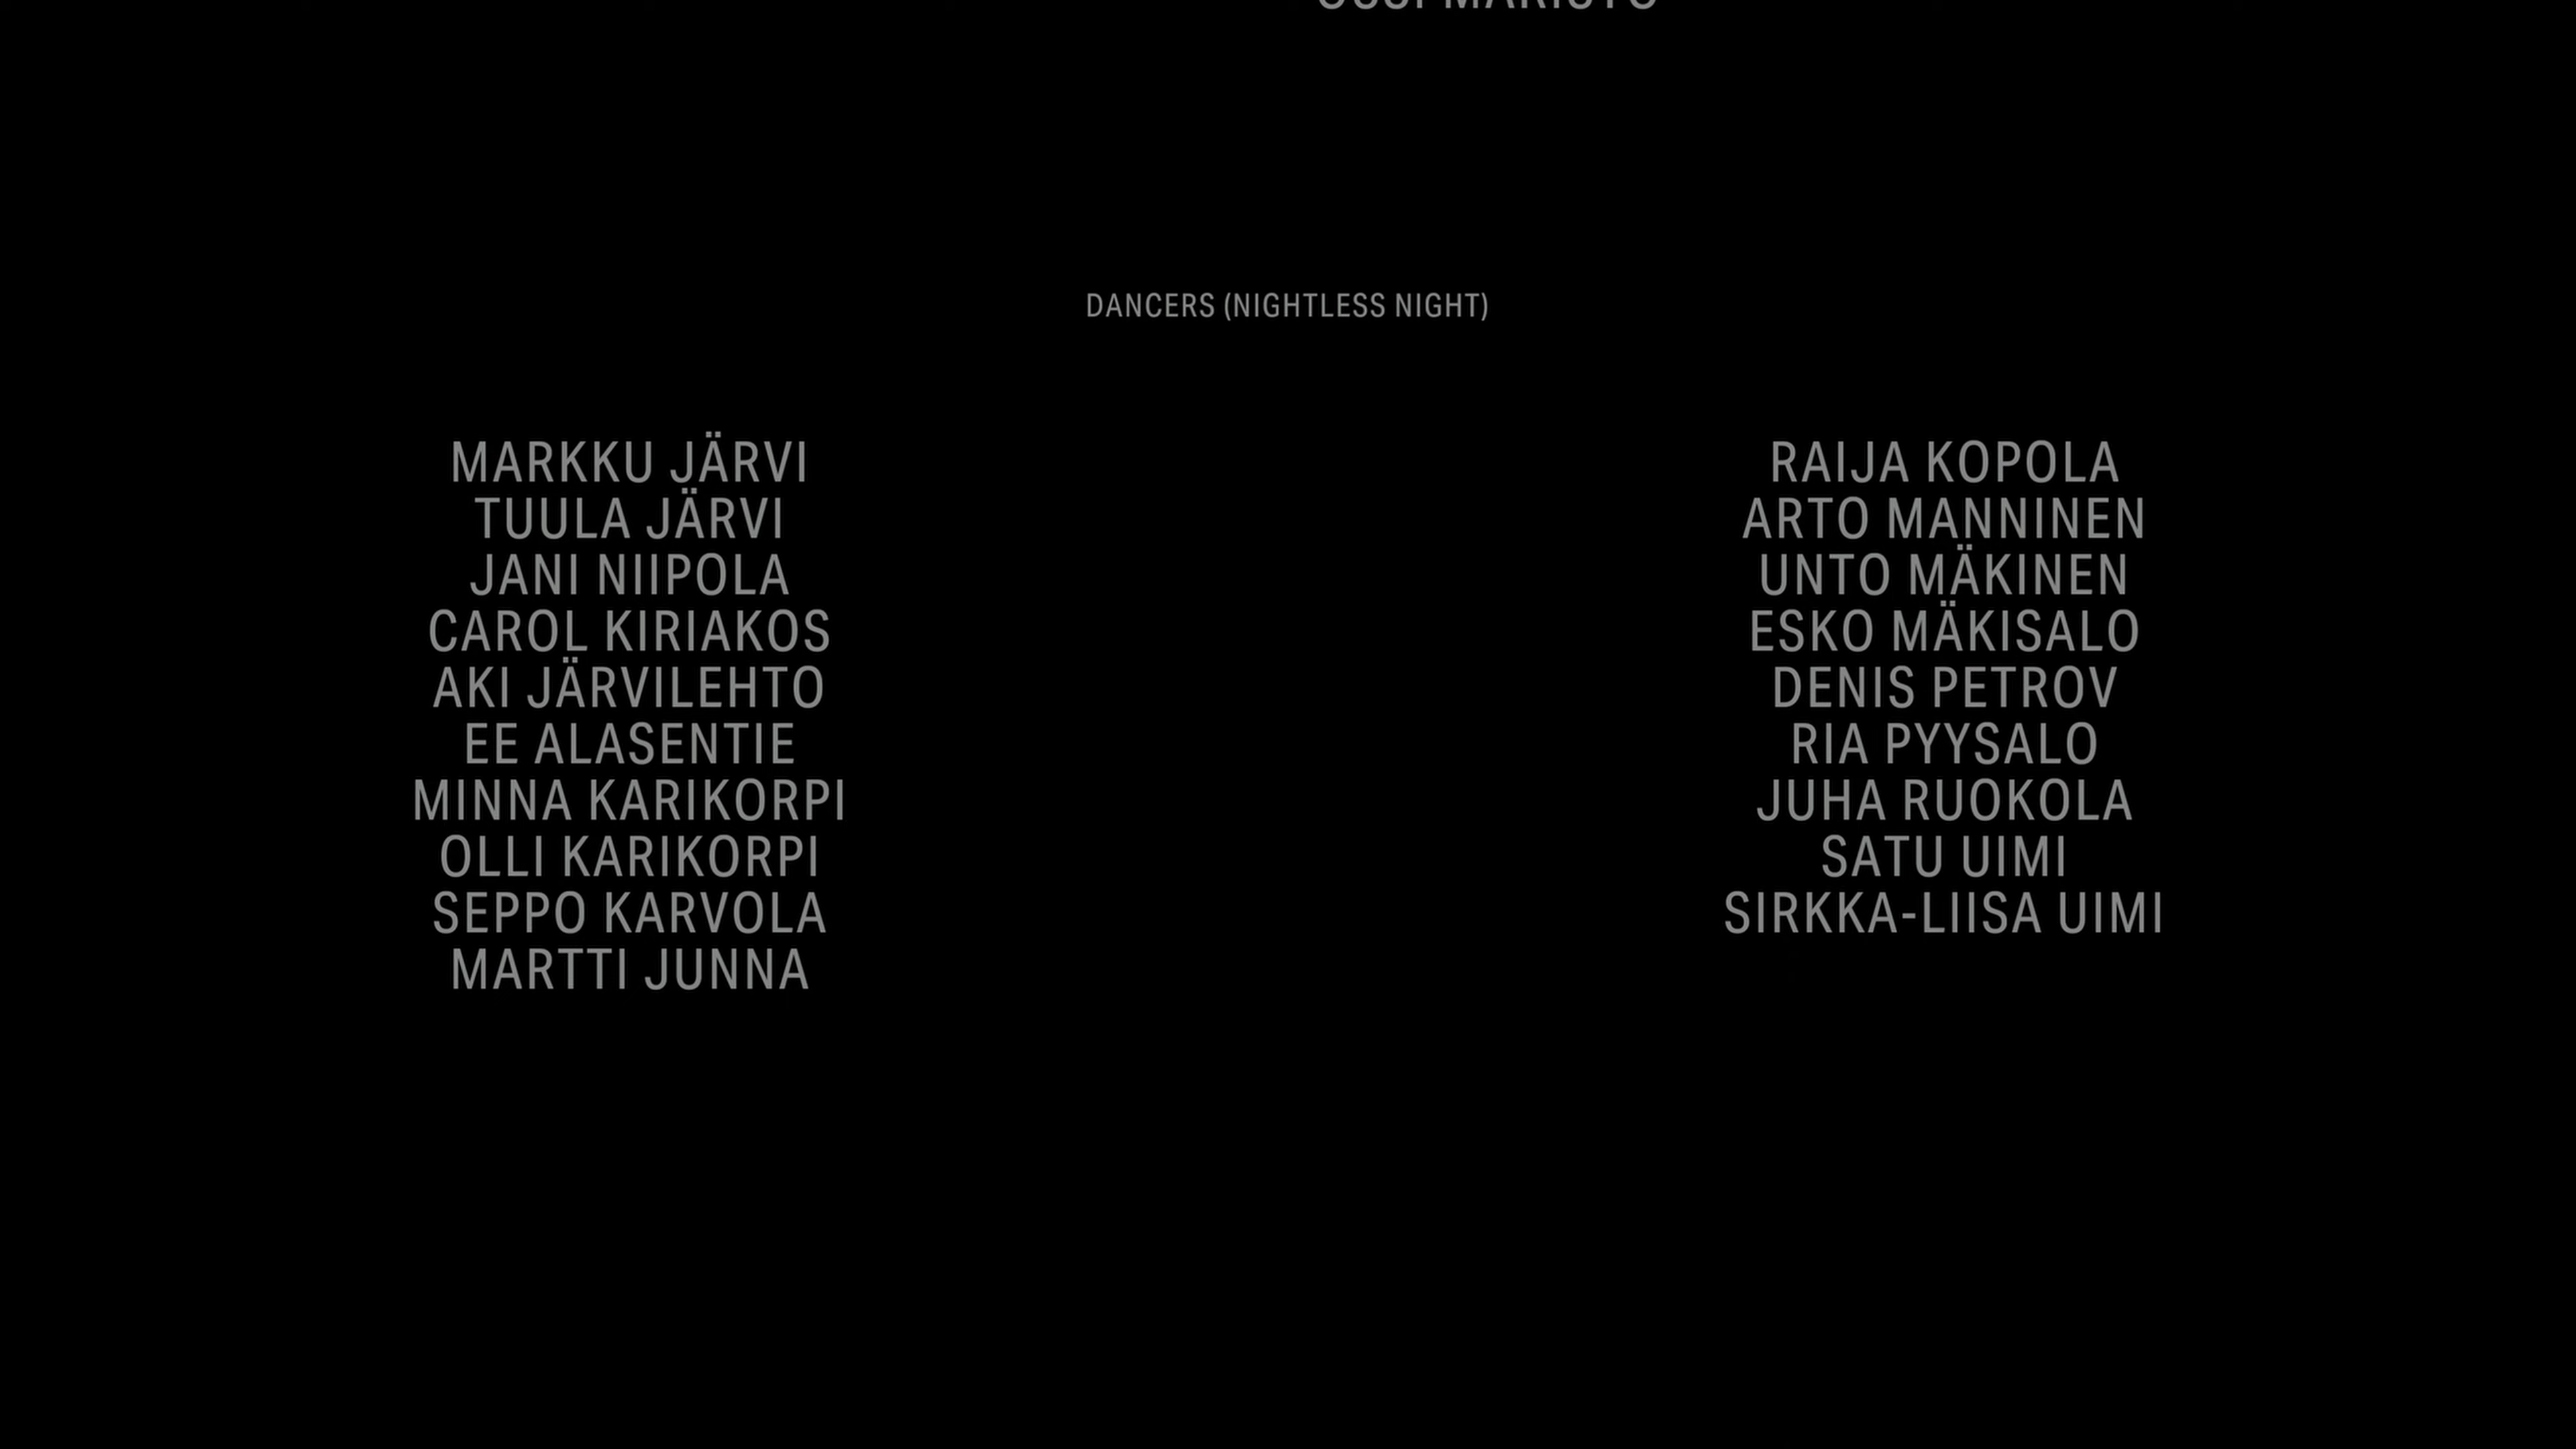 DANCERS (NIGHTLESS NIGHT)
MARKKU JÄRVI
TUULA JÄRVI
JANI NIIPOLA
CAROL KIRIAKOS
AKI JÄRVILEHTO
EE ALASENTIE
MINNA KARIKORPI
OLLI KARIKORPI
SEPPO KARVOLA
MARTTI JUNNA
RAIJA KOPOLA
ARTO MANNINEN
UNTO MÄKINEN
ESKO MÄKISALO
DENIS PETROV
RIA PYYSALO
JUHA RUOKOLA
SATU UIMI
SIRKKA-LIISA UIMI